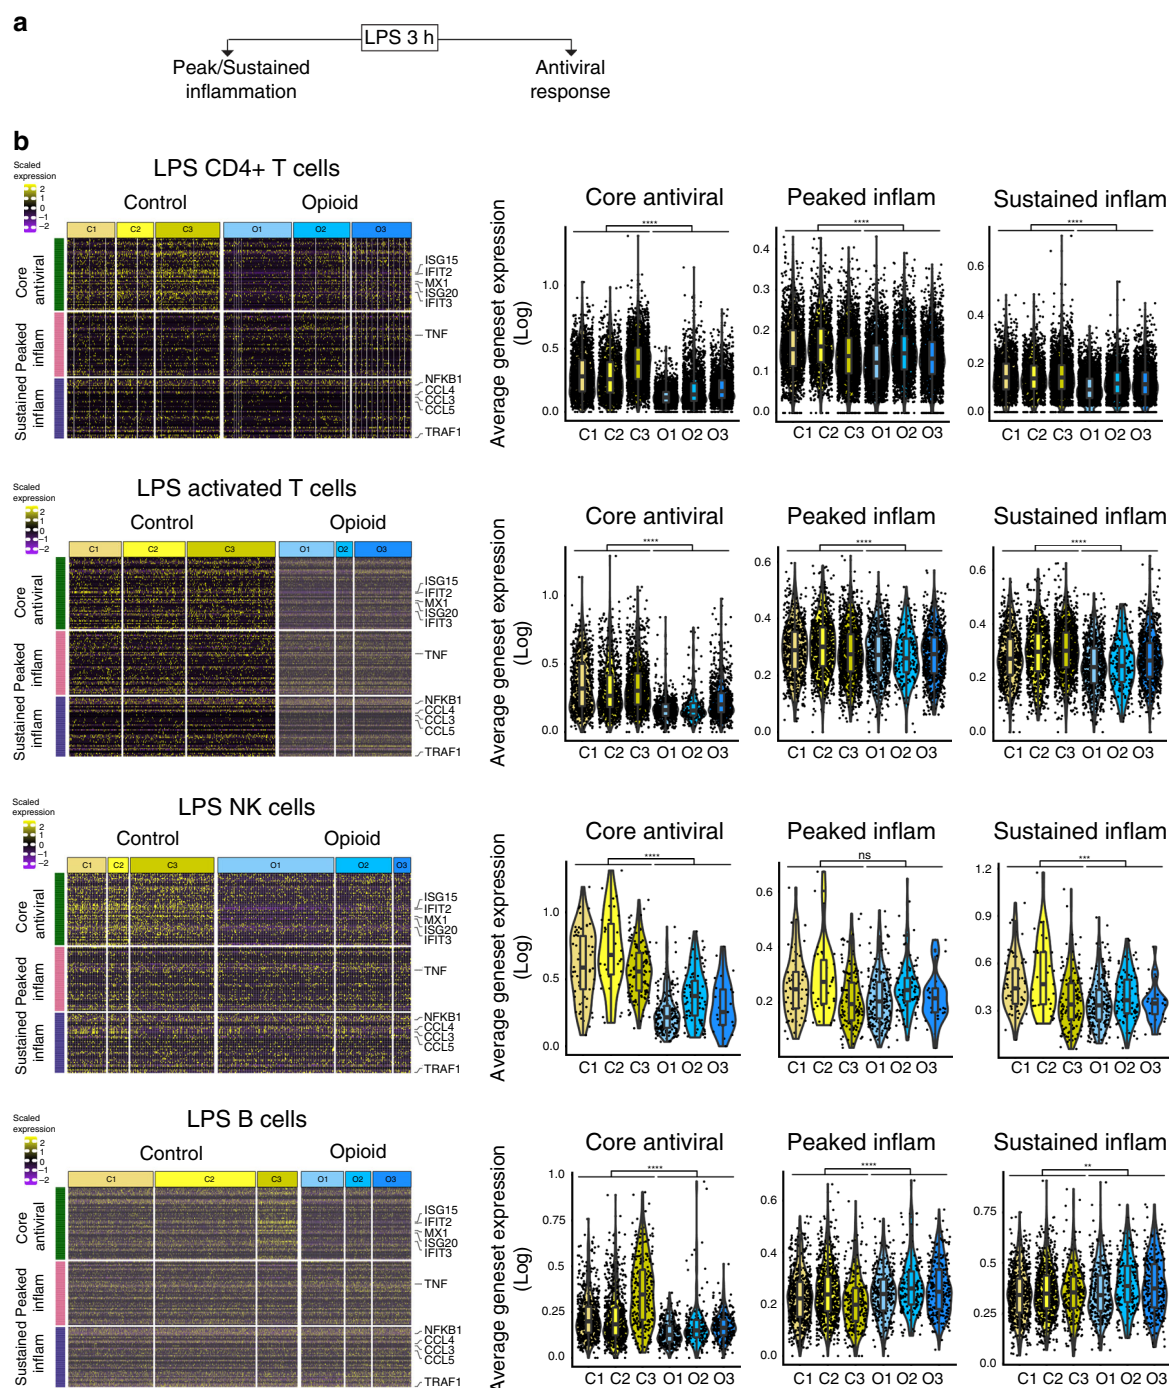 a
LPS 3 h
Peak/Sustained
inflammation
Antiviral
response
b
LPS CD4+ T cells
Scaled
expression
2
1
0
−1
−2
Control
Opioid
C1
C2
C3
O1
O2
O3
Core
antiviral
Peaked
inflam
Sustained
inflam
ISG15
IFIT2
MX1
ISG20
IFIT3
TNF
NFKB1
CCL4
CCL3
CCL5
TRAF1
Average geneset expression
(Log)
Core antiviral
****
1.0
0.5
0.0
C1 C2 C3 O1 O2 O3
Peaked inflam
****
0.4
0.3
0.2
0.1
0.0
C1 C2 C3 O1 O2 O3
Sustained inflam
****
0.6
0.4
0.2
0.0
C1 C2 C3 O1 O2 O3
LPS activated T cells
Scaled
expression
2
1
0
−1
−2
Control
Opioid
C1
C2
C3
O1
O2
O3
Core
antiviral
Peaked
inflam
Sustained
inflam
ISG15
IFIT2
MX1
ISG20
IFIT3
TNF
NFKB1
CCL4
CCL3
CCL5
TRAF1
Average geneset expression
(Log)
Core antiviral
****
1.0
0.5
0.0
C1 C2 C3 O1 O2 O3
Peaked inflam
****
0.6
0.4
0.2
0.0
C1 C2 C3 O1 O2 O3
Sustained inflam
****
0.6
0.4
0.2
0.0
C1 C2 C3 O1 O2 O3
LPS NK cells
Scaled
expression
2
1
0
−1
−2
Control
Opioid
C1
C2
C3
O1
O2
O3
Core
antiviral
Peaked
inflam
Sustained
inflam
ISG15
IFIT2
MX1
ISG20
IFIT3
TNF
NFKB1
CCL4
CCL3
CCL5
TRAF1
Average geneset expression
(Log)
Core antiviral
****
1.0
0.5
0.0
C1 C2 C3 O1 O2 O3
Peaked inflam
ns
0.6
0.4
0.2
C1 C2 C3 O1 O2 O3
Sustained inflam
***
1.2
0.9
0.6
0.3
C1 C2 C3 O1 O2 O3
LPS B cells
Scaled
expression
2
1
0
−1
−2
Control
Opioid
C1
C2
C3
O1
O2
O3
Core
antiviral
Peaked
inflam
Sustained
inflam
ISG15
IFIT2
MX1
ISG20
IFIT3
TNF
NFKB1
CCL4
CCL3
CCL5
TRAF1
Average geneset expression
(Log)
Core antiviral
****
1.0
0.75
0.5
0.25
0.0
C1 C2 C3 O1 O2 O3
Peaked inflam
****
0.6
0.4
0.2
0.0
C1 C2 C3 O1 O2 O3
Sustained inflam
**
0.75
0.5
0.25
0.0
C1 C2 C3 O1 O2 O3